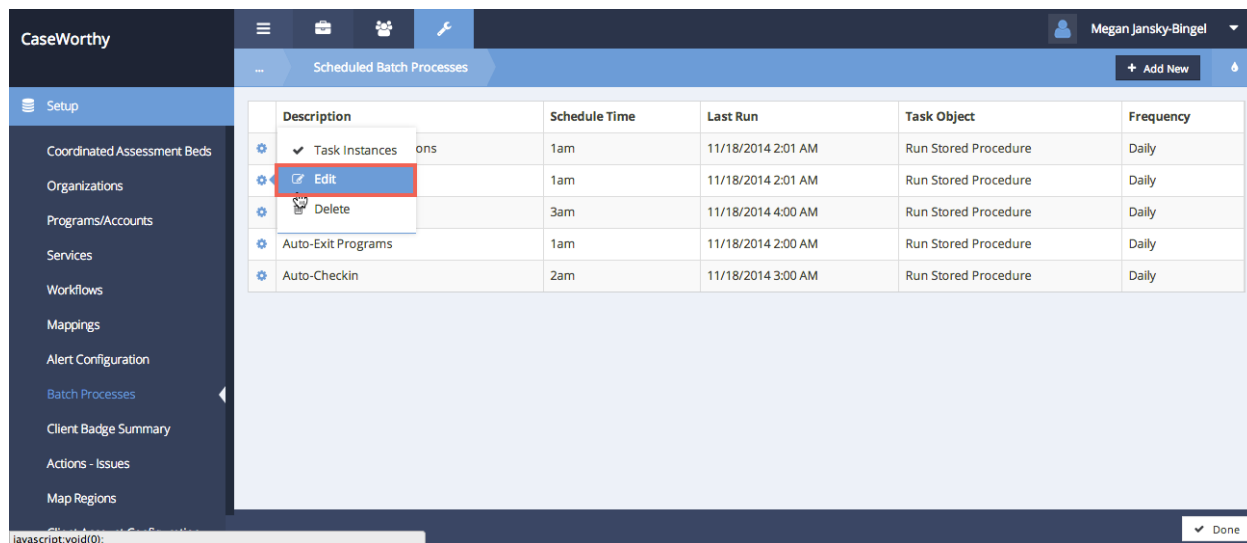 CaseWorthy
Megan Jansky-Bingel
... Scheduled Batch Processes
+ Add New
Setup
Coordinated Assessment Beds
Organizations
Programs/Accounts
Services
Workflows
Mappings
Alert Configuration
Batch Processes
Client Badge Summary
Actions - Issues
Map Regions
Description Schedule Time Last Run Task Object Frequency
ons 1am 11/18/2014 2:01 AM Run Stored Procedure Daily
1am 11/18/2014 2:01 AM Run Stored Procedure Daily
3am 11/18/2014 4:00 AM Run Stored Procedure Daily
Auto-Exit Programs 1am 11/18/2014 2:00 AM Run Stored Procedure Daily
Auto-Checkin 2am 11/18/2014 3:00 AM Run Stored Procedure Daily
Task Instances
Edit
Delete
javascript:void(0);
Done